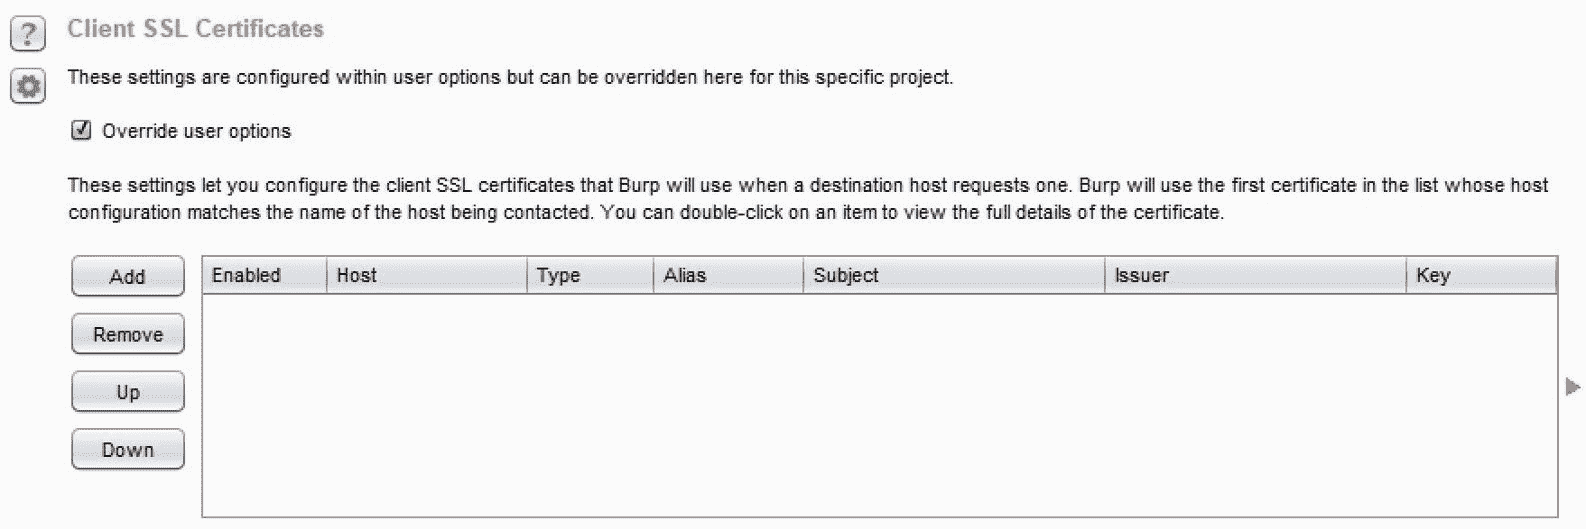 ?
Client SSL Certificates
These settings are configured within user options but can be overridden here for this specific project.
Override user options
These settings let you configure the client SSL certificates that Burp will use when a destination host requests one. Burp will use the first certificate in the list whose host
configuration matches the name of the host being contacted. You can double-click on an item to view the full details of the certificate.
Add
Enabled Host Type Alias Subject Issuer Key
Remove
Up
Down